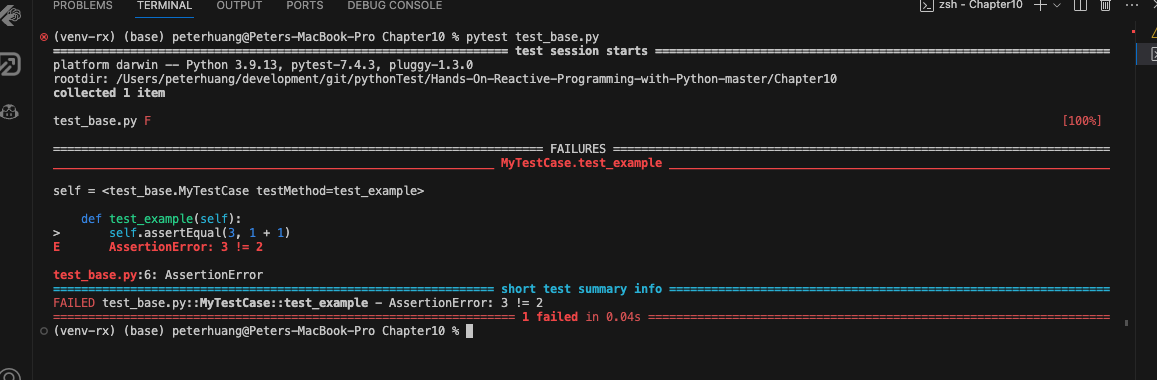 PROBLEMS TERMINAL OUTPUT PORTS DEBUG CONSOLE zsh - Chapter10
(venv-rx) (base) peterhuang@Peters-MacBook-Pro Chapter10 % pytest test_base.py
test session starts
platform darwin -- Python 3.9.13, pytest-7.4.3, pluggy-1.3.0
rootdir: /Users/peterhuang/development/git/pythonTest/Hands-On-Reactive-Programming-with-Python-master/Chapter10
collected 1 item
test_base.py F [100%]
FAILURES
MyTestCase.test_example
self = <test_base.MyTestCase testMethod=test_example>
def test_example(self):
> self.assertEqual(3, 1 + 1)
E AssertionError: 3 != 2
test_base.py:6: AssertionError
short test summary info
FAILED test_base.py::MyTestCase::test_example - AssertionError: 3 != 2
1 failed in 0.04s
(venv-rx) (base) peterhuang@Peters-MacBook-Pro Chapter10 %